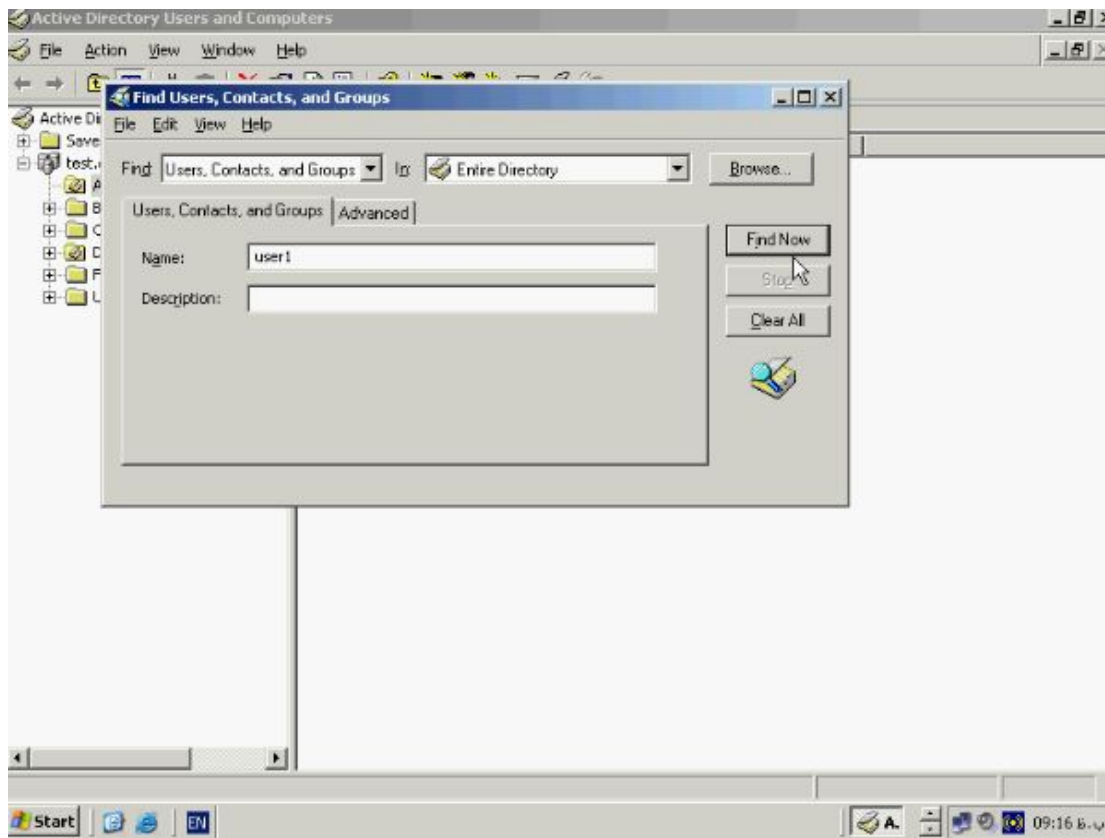 Active Directory Users and Computers
File Action View Window Help
Find Users, Contacts, and Groups
File Edit View Help
Find: Users, Contacts, and Groups In: Entire Directory Browse...
Users, Contacts, and Groups Advanced
Name: user1
Description:
Find Now
Stop
Clear All
Active Di
Save
test.
A
B
C
D
F
U
Start EN A. 09:16